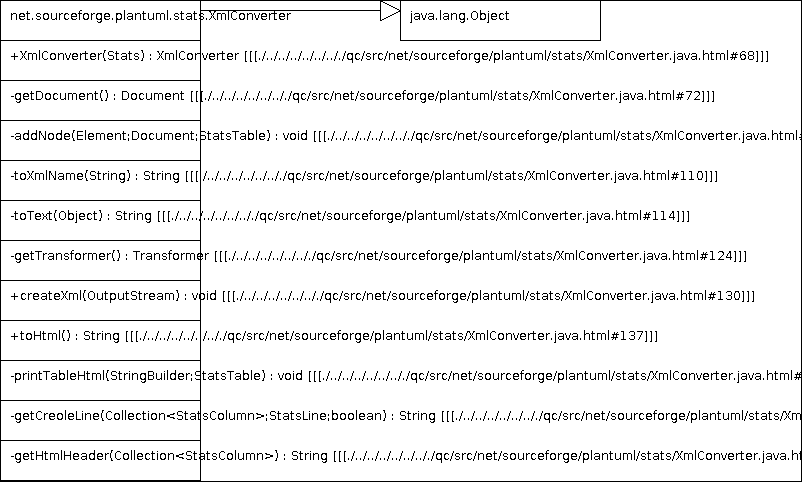 net.sourceforge.plantuml.stats.XmlConverter
java.lang.Object
+XmlConverter(Stats) : XmlConverter [[[./../../../../../../qc/src/net/sourceforge/plantuml/stats/XmlConverter.java.html#68]]]
-getDocument() : Document [[[./../../../../../../qc/src/net/sourceforge/plantuml/stats/XmlConverter.java.html#72]]]
-addNode(Element;Document;StatsTable) : void [[[./../../../../../../qc/src/net/sourceforge/plantuml/stats/XmlConverter.java.html#
-toXmlName(String) : String [[[./../../../../../../qc/src/net/sourceforge/plantuml/stats/XmlConverter.java.html#110]]]
-toText(Object) : String [[[./../../../../../../qc/src/net/sourceforge/plantuml/stats/XmlConverter.java.html#114]]]
-getTransformer() : Transformer [[[./../../../../../../qc/src/net/sourceforge/plantuml/stats/XmlConverter.java.html#124]]]
+createXml(OutputStream) : void [[[./../../../../../../qc/src/net/sourceforge/plantuml/stats/XmlConverter.java.html#130]]]
+toHtml() : String [[[./../../../../../../qc/src/net/sourceforge/plantuml/stats/XmlConverter.java.html#137]]]
-printTableHtml(StringBuilder;StatsTable) : void [[[./../../../../../../qc/src/net/sourceforge/plantuml/stats/XmlConverter.java.html#
-getCreoleLine(Collection<StatsColumn>;StatsLine;boolean) : String [[[./../../../../../../qc/src/net/sourceforge/plantuml/stats/Xm
-getHtmlHeader(Collection<StatsColumn>) : String [[[./../../../../../../qc/src/net/sourceforge/plantuml/stats/XmlConverter.java.ht